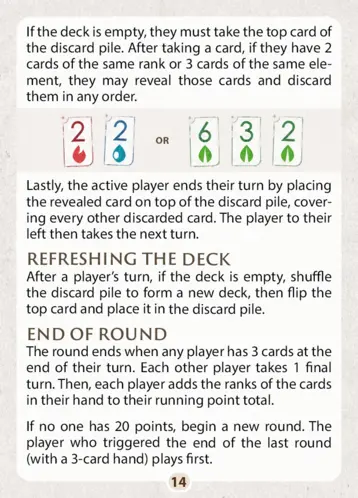 If the deck is empty, they must take the top card of
the discard pile. After taking a card, if they have 2
cards of the same rank or 3 cards of the same ele-
ment, they may reveal those cards and discard
them in any order.
2 2 OR 6 3 2
Lastly, the active player ends their turn by placing
the revealed card on top of the discard pile, cover-
ing every other discarded card. The player to their
left then takes the next turn.
REFRESHING THE DECK
After a player's turn, if the deck is empty, shuffle
the discard pile to form a new deck, then flip the
top card and place it in the discard pile.
END OF ROUND
The round ends when any player has 3 cards at the
end of their turn. Each other player takes 1 final
turn. Then, each player adds the ranks of the cards
in their hand to their running point total.
If no one has 20 points, begin a new round. The
player who triggered the end of the last round
(with a 3-card hand) plays first.
14